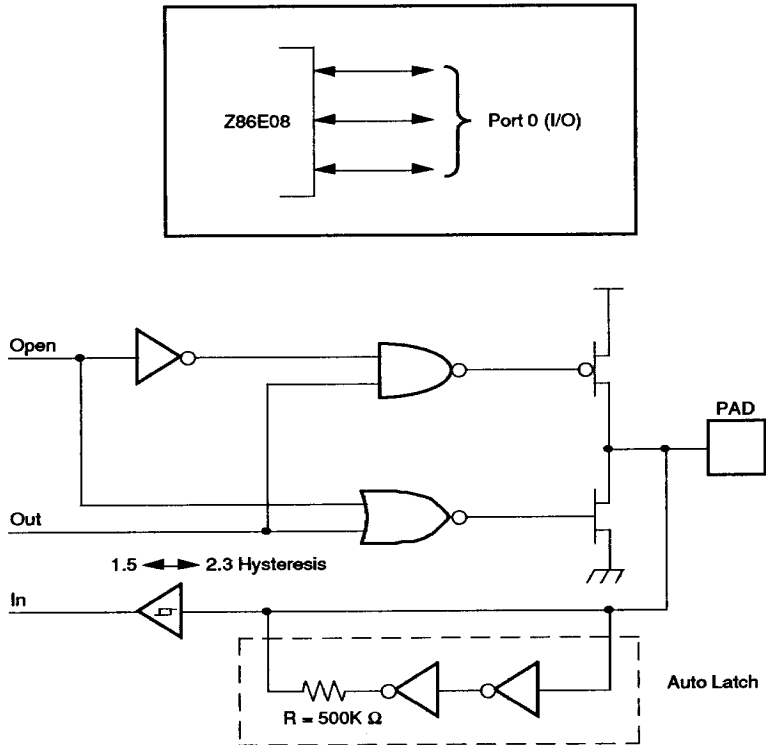 Z86E08
Port 0 (I/O)
Open
PAD
Out
1.5 2.3 Hysteresis
In
Auto Latch
R = 500K Ω